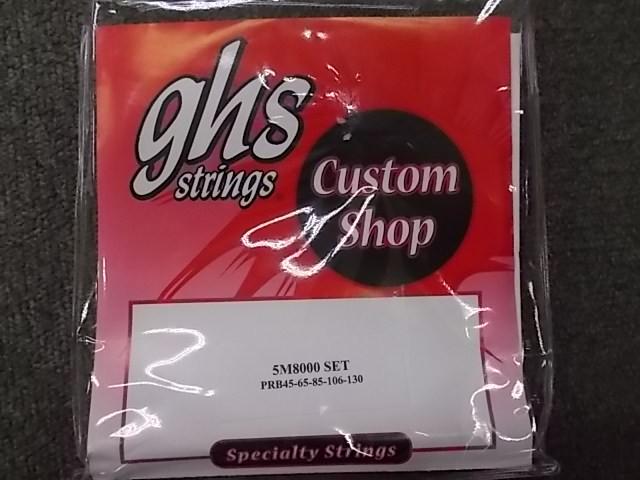 ghs
strings
Custom
Shop
5M8000 SET
PRB45-65-85-106-130
Specialty Strings